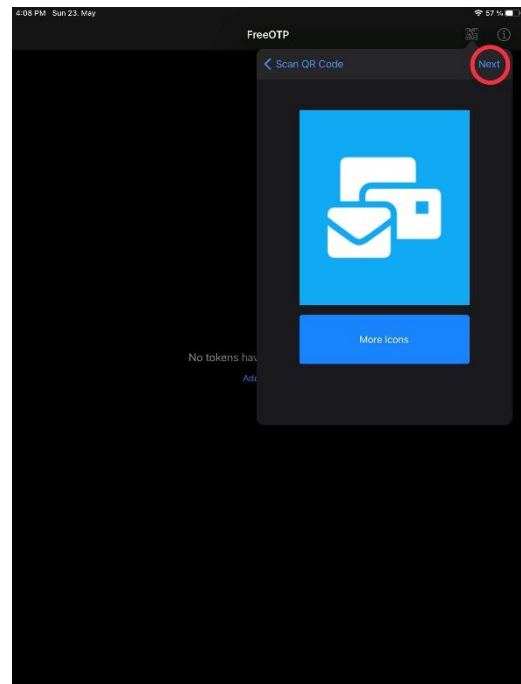 4:08 PM Sun 23. May
57 %
FreeOTP
Scan QR Code
Next
More Icons
No tokens hav
Add